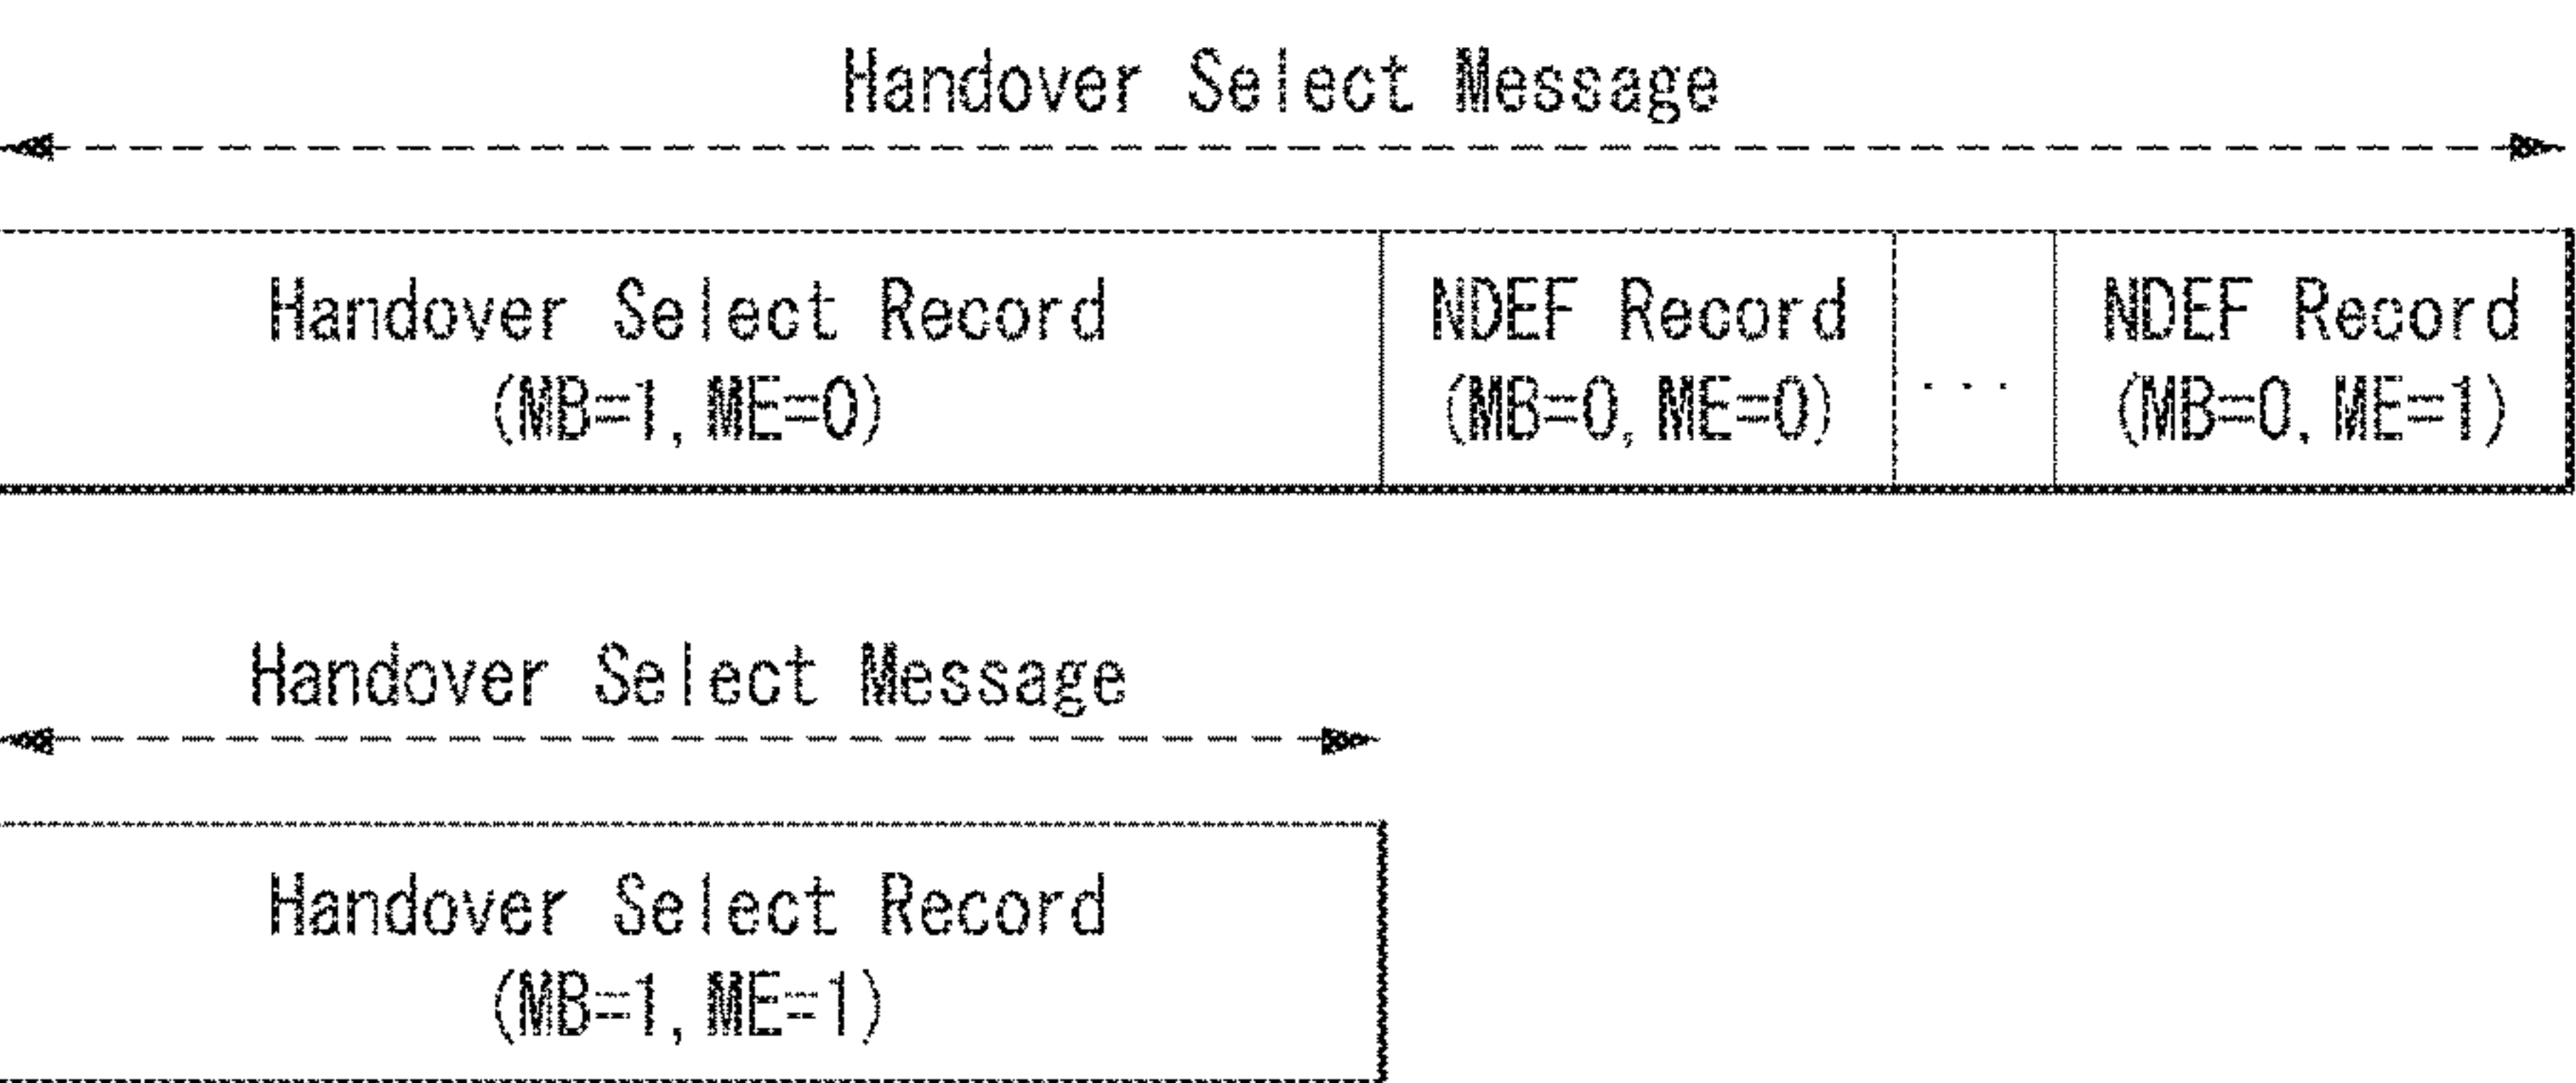 Handover Select Message
Handover Select Record NDEF Record NDEF Record
(MB=1, ME=0) (MB=0, ME=0) ... (MB=0, ME=1)
Handover Select Message
Handover Select Record
(MB=1, ME=1)